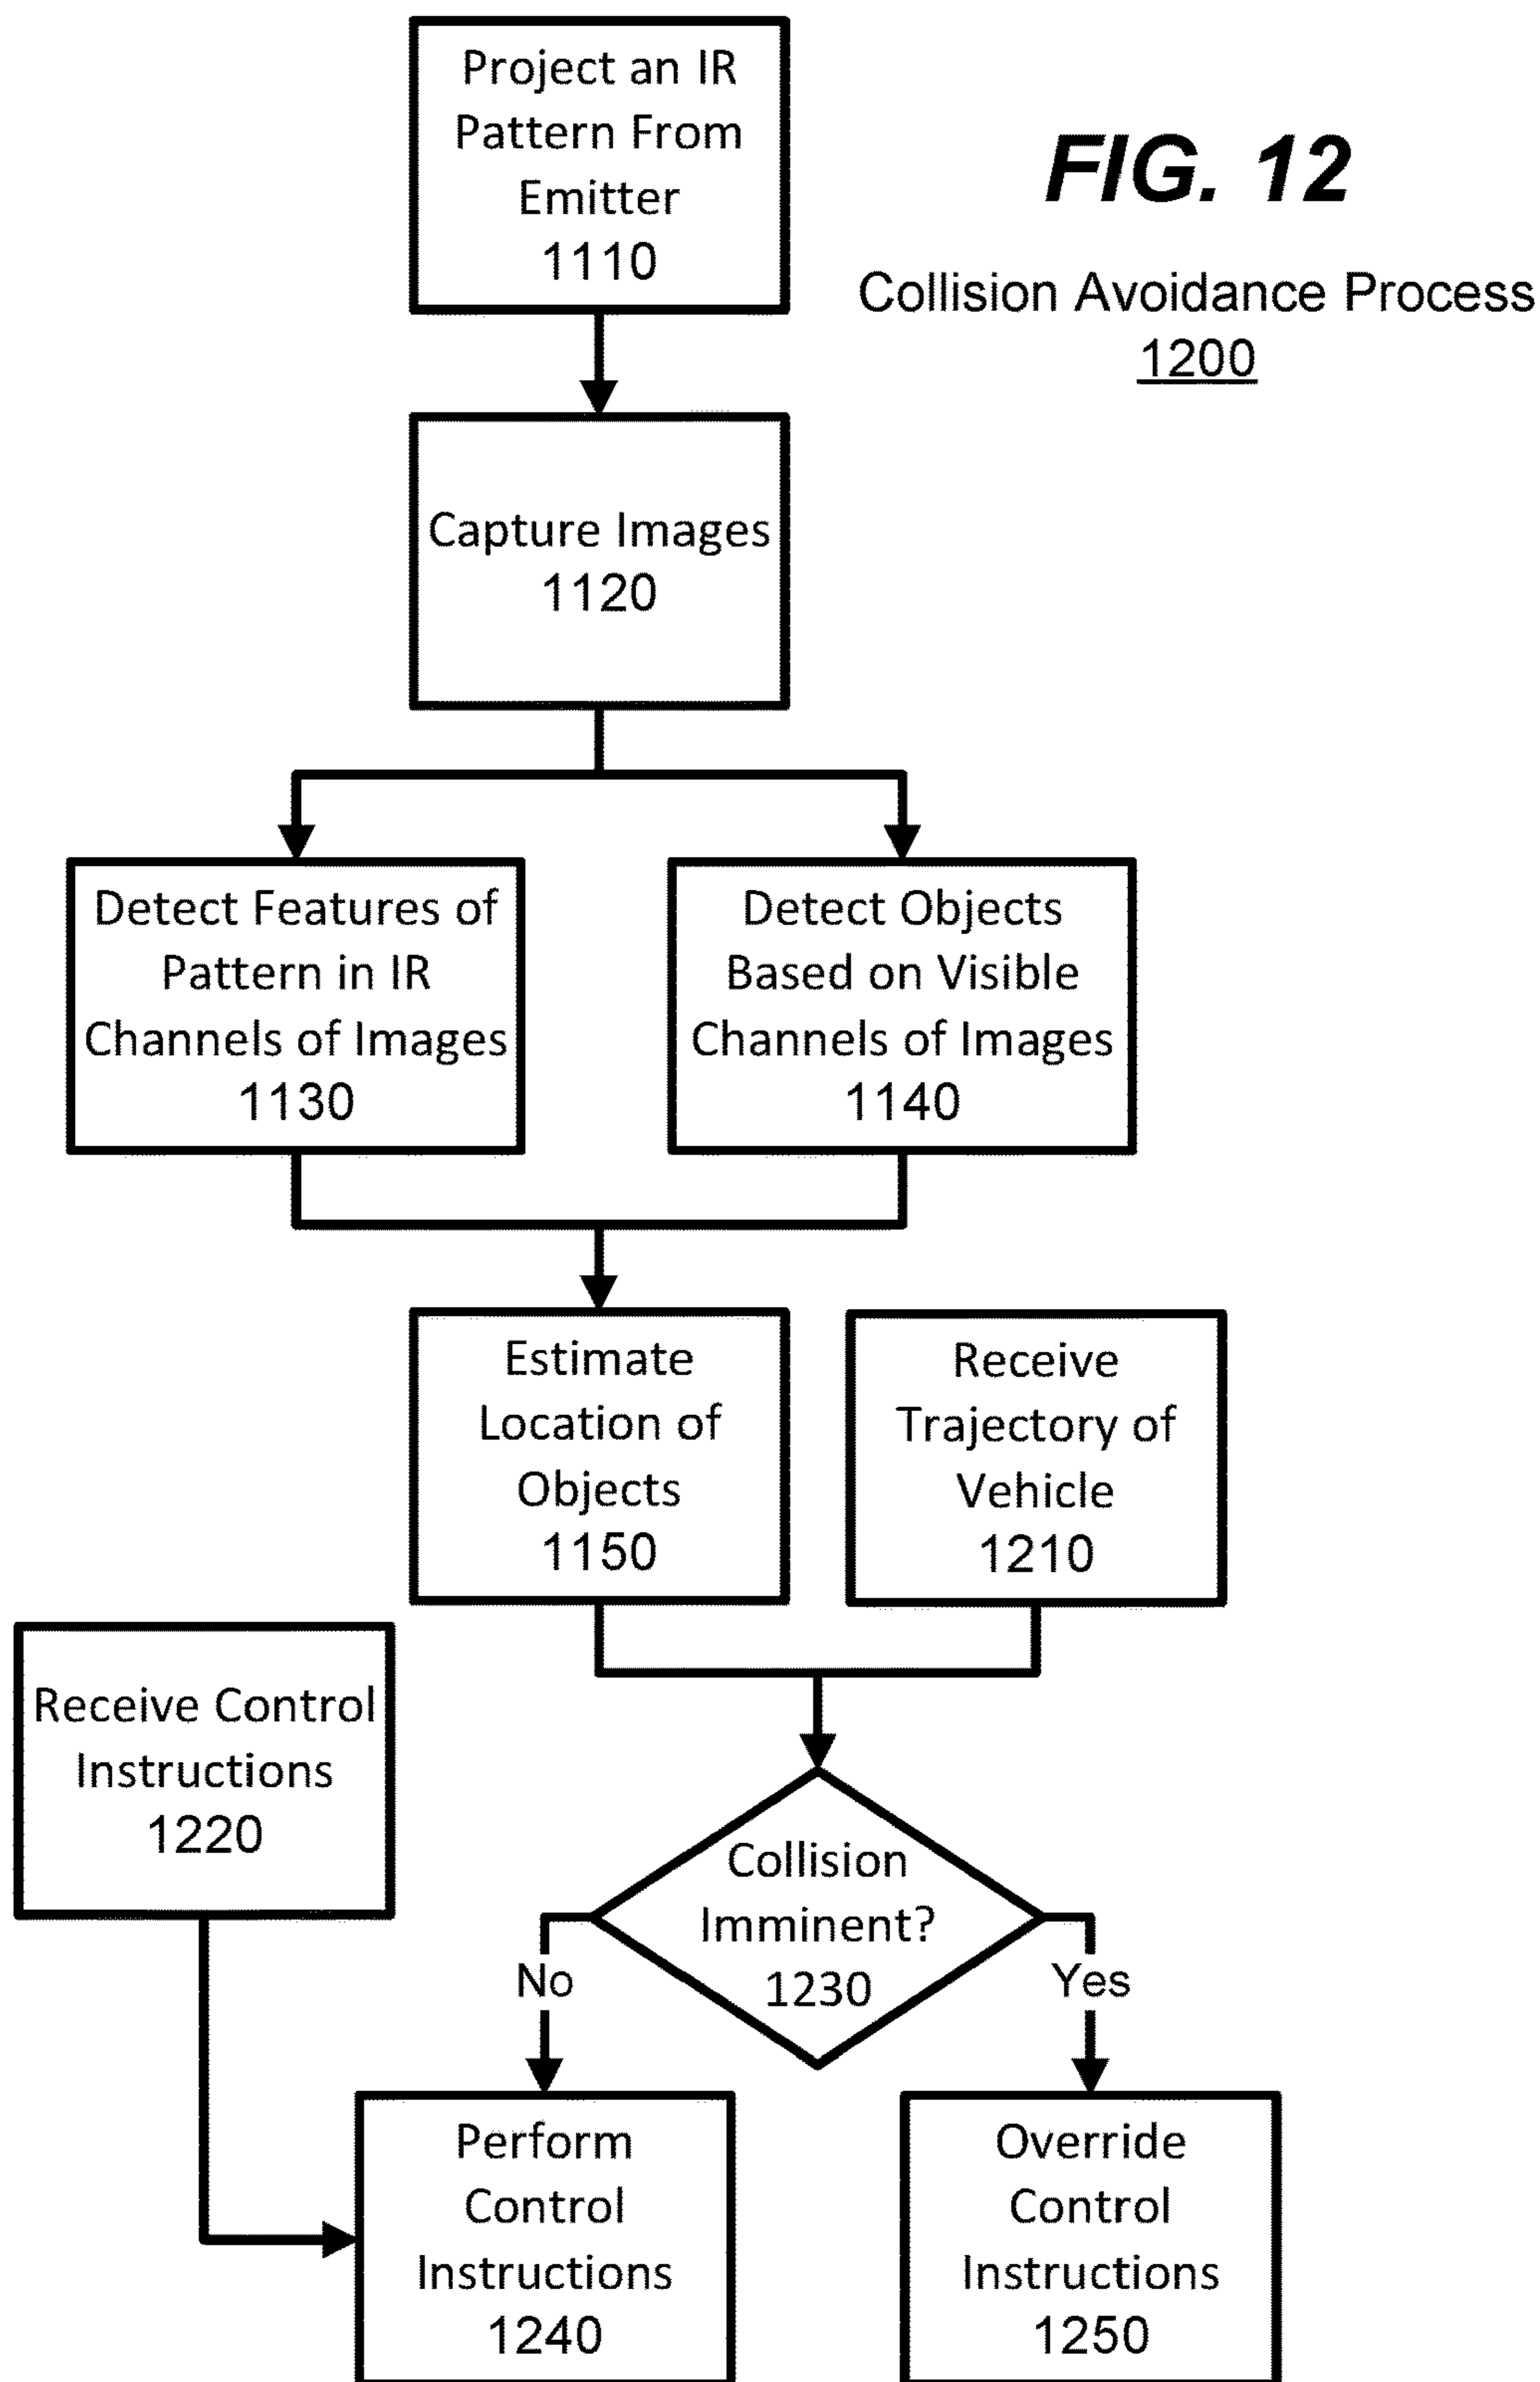 Project an IR
Pattern From
Emitter
1110
FIG. 12
Collision Avoidance Process
1200
Capture Images
1120
Detect Features of
Pattern in IR
Channels of Images
1130
Detect Objects
Based on Visible
Channels of Images
1140
Estimate
Location of
Objects
1150
Receive
Trajectory of
Vehicle
1210
Receive Control
Instructions
1220
Collision
Imminent?
1230
No
Yes
Perform
Control
Instructions
1240
Override
Control
Instructions
1250